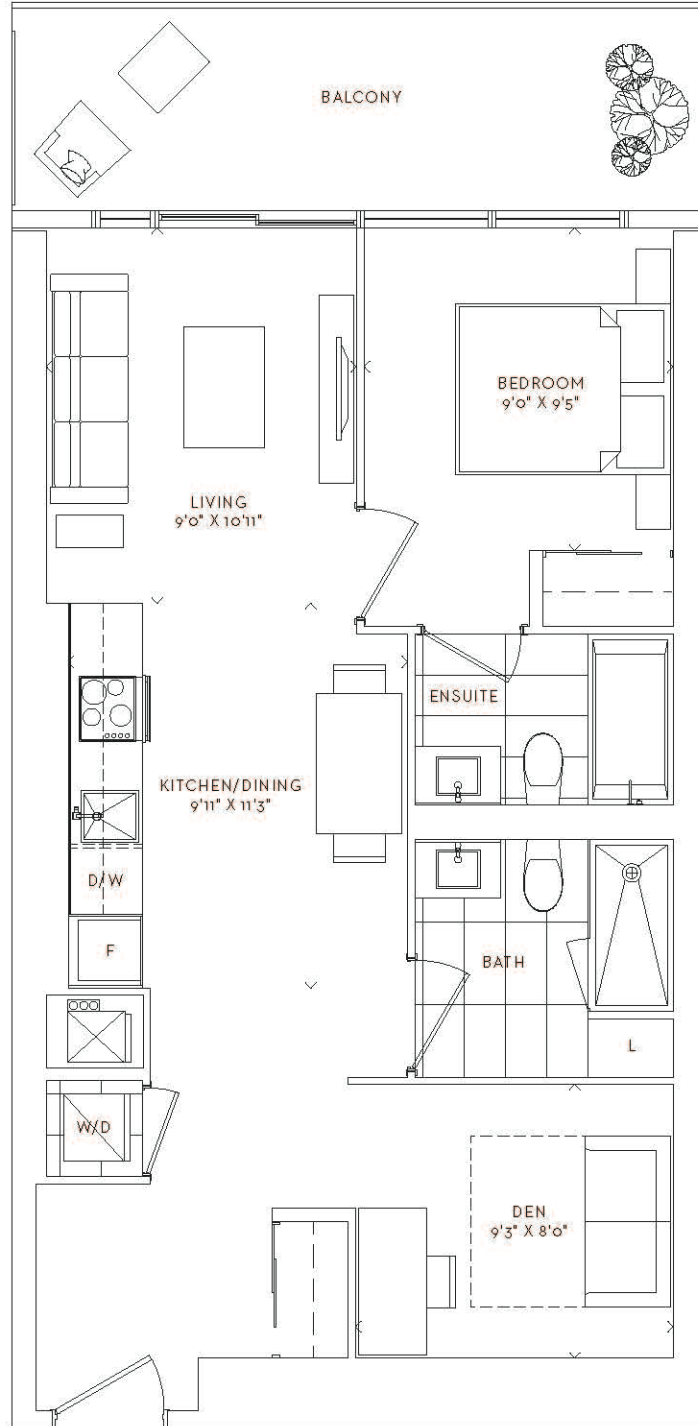 BALCONY
BEDROOM
9'0" X 9'5"
LIVING
9'0" X 10'11"
ENSUITE
KITCHEN/DINING
9'11" X 11'3"
D/W
F
BATH
L
W/D
DEN
9'3" X 8'0"